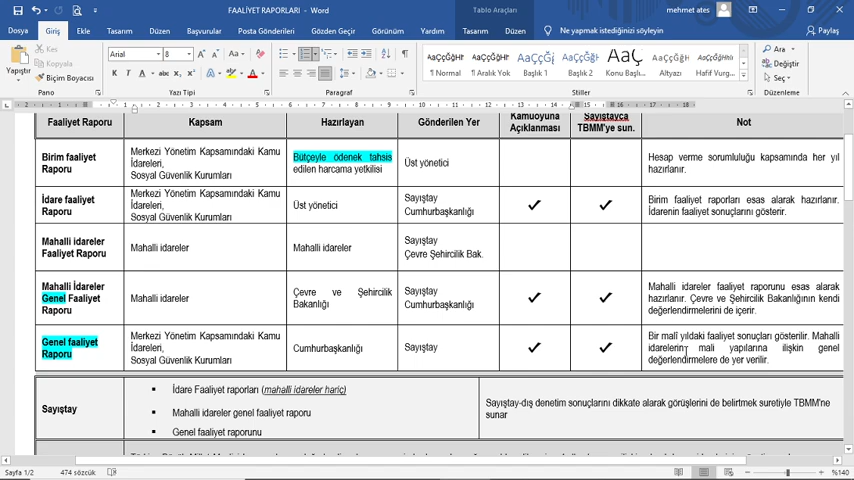 FAALİYET RAPORLARI - Word
Tablo Araçları
mehmet ates
Dosya Giriş Ekle Tasarım Düzen Başvurular Posta Gönderileri Gözden Geçir Görünüm Yardım Tasarım Düzen Ne yapmak istediğinizi söyleyin Paylaş
Yapıştır
Kes
Kopyala
Biçim Boyacısı
Pano
Arial 8
Yazı Tipi
Paragraf
AaÇçĞğ AaÇçĞğ AaÇçĞ AaÇçĞğ AaÇ AaÇçĞğ AaÇçĞğ
¶ Normal ¶ Aralık Yok Başlık 1 Başlık 2 Konu Başl... Altyazı Hafif Vurg...
Stiller
Ara
Değiştir
Seç
Düzenleme
Faaliyet Raporu Kapsam Hazırlayan Gönderilen Yer Kamuoyuna Açıklanması Sayıştayca TBMM'ye sun. Not
Birim faaliyet Raporu
Merkezi Yönetim Kapsamındaki Kamu İdareleri,
Sosyal Güvenlik Kurumları
Bütçeyle ödenek tahsis
edilen harcama yetkilisi
Üst yönetici
Hesap verme sorumluluğu kapsamında her yıl
hazırlanır.
İdare faaliyet
Raporu
Merkezi Yönetim Kapsamındaki Kamu
İdareleri,
Sosyal Güvenlik Kurumları
Üst yönetici
Sayıştay
Cumhurbaşkanlığı
✓ ✓
Birim faaliyet raporları esas alarak hazırlanır.
İdarenin faaliyet sonuçlarını gösterir.
Mahalli idareler
Faaliyet Raporu
Mahalli idareler
Mahalli idareler
Sayıştay
Çevre Şehircilik Bak.
Mahalli İdareler
Genel Faaliyet
Raporu
Mahalli idareler
Çevre ve Şehircilik
Bakanlığı
Sayıştay
Cumhurbaşkanlığı
✓ ✓
Mahalli idareler faaliyet raporunu esas alarak
hazırlanır. Çevre ve Şehircilik Bakanlığının kendi
değerlendirmelerini de içerir.
Genel faaliyet
Raporu
Merkezi Yönetim Kapsamındaki Kamu
İdareleri,
Sosyal Güvenlik Kurumları
Cumhurbaşkanlığı
Sayıştay
✓ ✓
Bir malî yıldaki faaliyet sonuçları gösterilir. Mahalli
idarelerin mali yapılarına ilişkin genel
değerlendirmelere de yer verilir.
Sayıştay
▪ İdare Faaliyet raporları (mahalli idareler hariç)
▪ Mahalli idareler genel faaliyet raporu
▪ Genel faaliyet raporunu
Sayıştay-dış denetim sonuçlarını dikkate alarak görüşlerini de belirtmek suretiyle TBMM'ne
sunar
Sayfa 1/2 474 sözcük %140